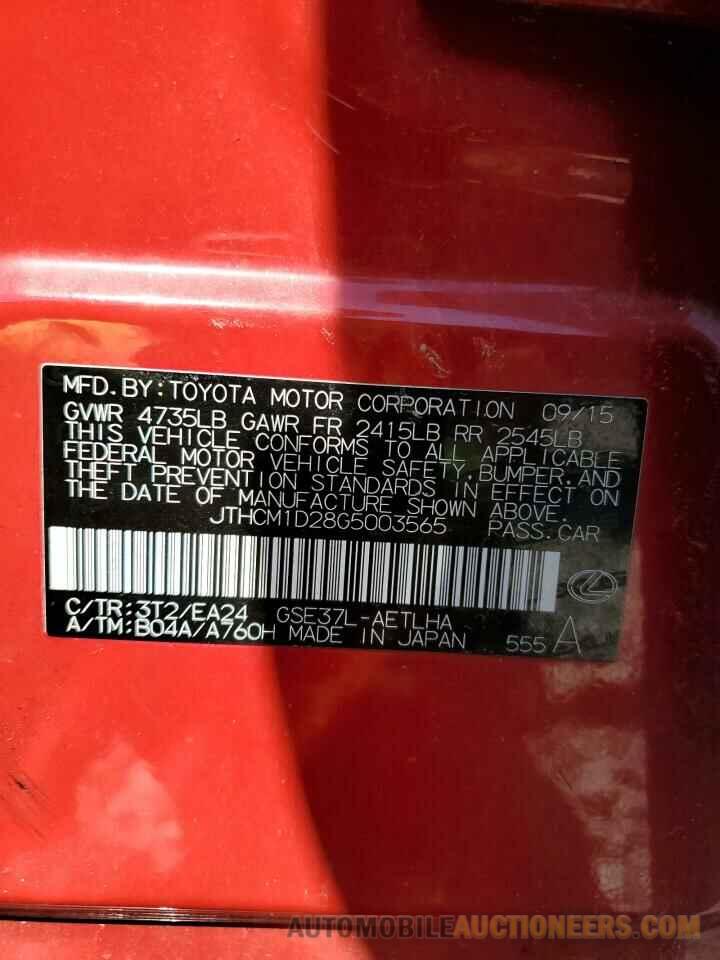 MFD.BY:TOYOTA MOTOR CORPORATION 09/15
GVWR 4735LB GAWR FR 2415LB RR 2545LB
THIS VEHICLE CONFORMS TO ALL APPLICABLE
FEDERAL MOTOR VEHICLE SAFETY,BUMPER,AND
THEFT PREVENTION STANDARDS IN EFFECT ON
THE DATE OF MANUFACTURE SHOWN ABOVE.
JTHCM1D28G5003565 PASS.CAR
C/TR:3T2/EA24 GSE37L-AETLHA
A/TM:B04A/A760H MADE IN JAPAN 555 A
AUTOMOBILEAUCTIONEERS.COM